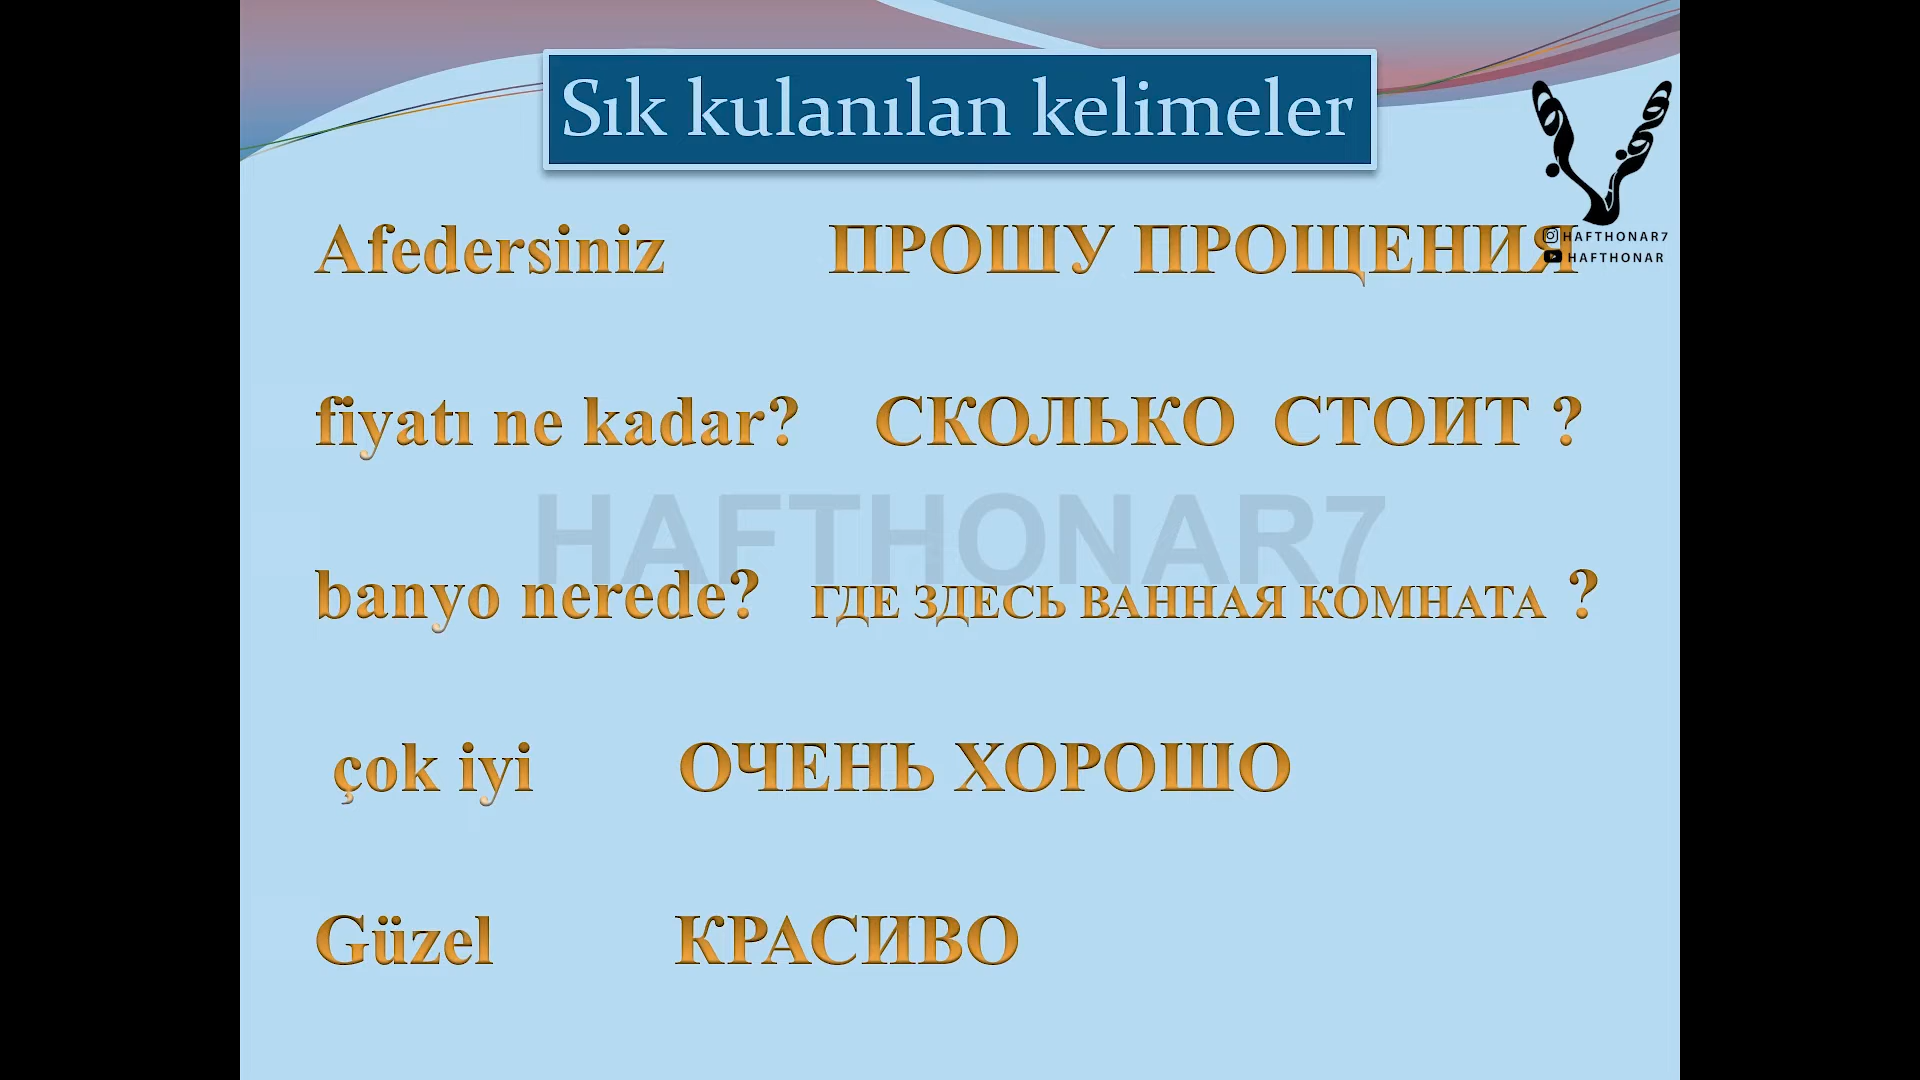 Sık kulanılan kelimeler
Afedersiniz ПРОШУ ПРОЩЕНИЯ
HAFTHONAR7
HAFTHONAR
fiyatı ne kadar? СКОЛЬКО СТОИТ ?
HAFTHONAR7
banyo nerede? ГДЕ ЗДЕСЬ ВАННАЯ КОМНАТА ?
çok iyi ОЧЕНЬ ХОРОШО
Güzel КРАСИВО